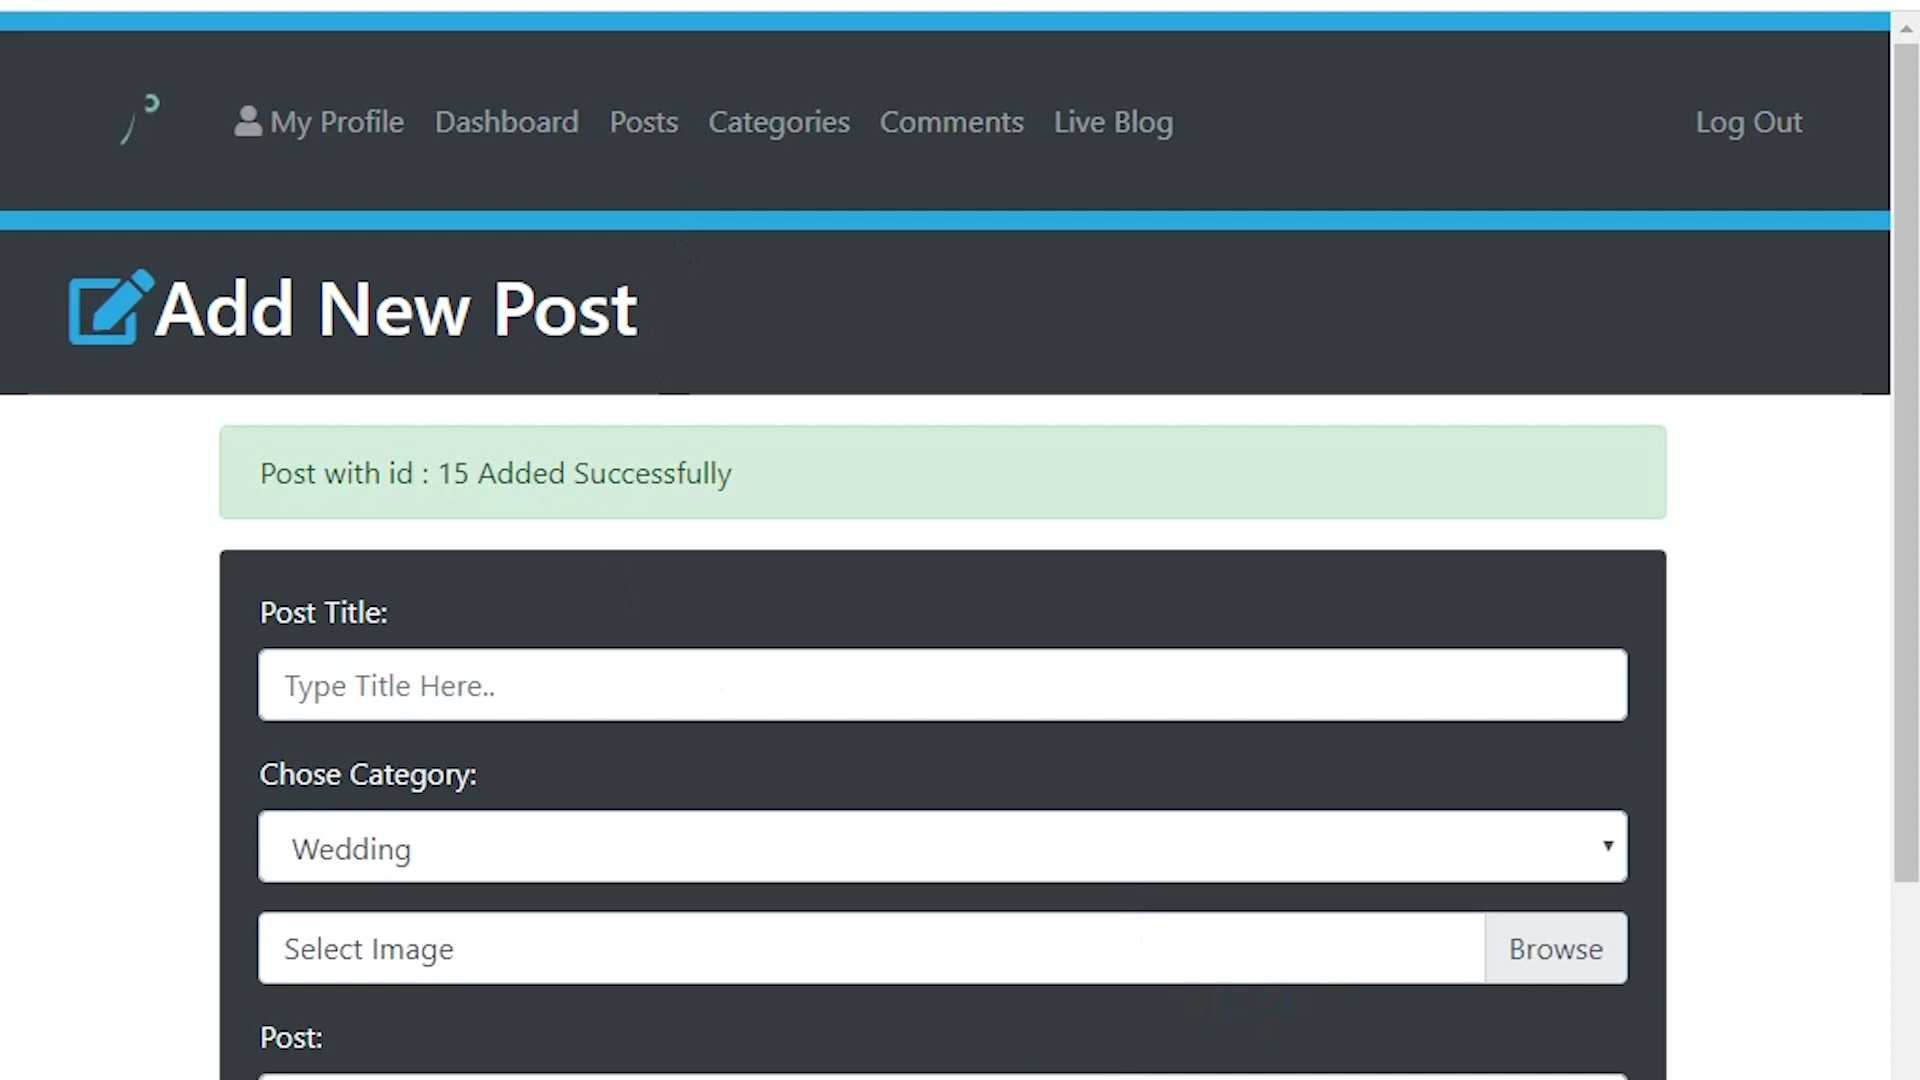 My Profile Dashboard Posts Categories Comments Live Blog Log Out
Add New Post
Post with id : 15 Added Successfully
Post Title:
Type Title Here..
Chose Category:
Wedding
Select Image Browse
Post: